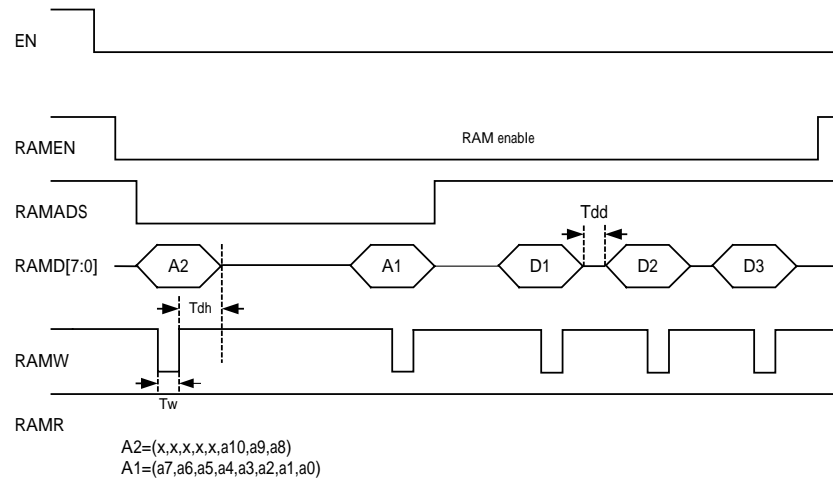 EN
RAMEN
RAM enable
RAMADS
Tdd
RAMD[7:0]
A2
A1
D1
D2
D3
Tdh
RAMW
Tw
RAMR
A2=(x,x,x,x,x,a10,a9,a8)
A1=(a7,a6,a5,a4,a3,a2,a1,a0)